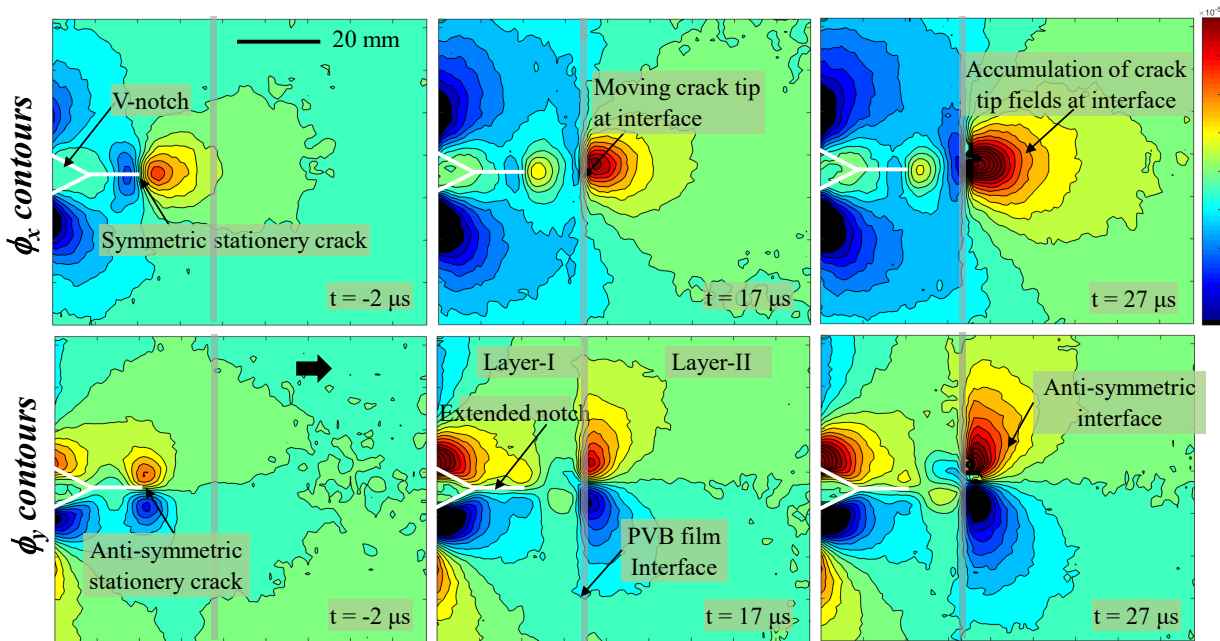 ×10⁻⁵
20 mm
V-notch
Symmetric stationery crack
t = -2 μs
Moving crack tip
at interface
t = 17 μs
Accumulation of crack
tip fields at interface
t = 27 μs
ϕx contours
Anti-symmetric
stationery crack
t = -2 μs
Layer-I
Layer-II
Extended notch
PVB film
Interface
t = 17 μs
Anti-symmetric
interface
t = 27 μs
ϕy contours